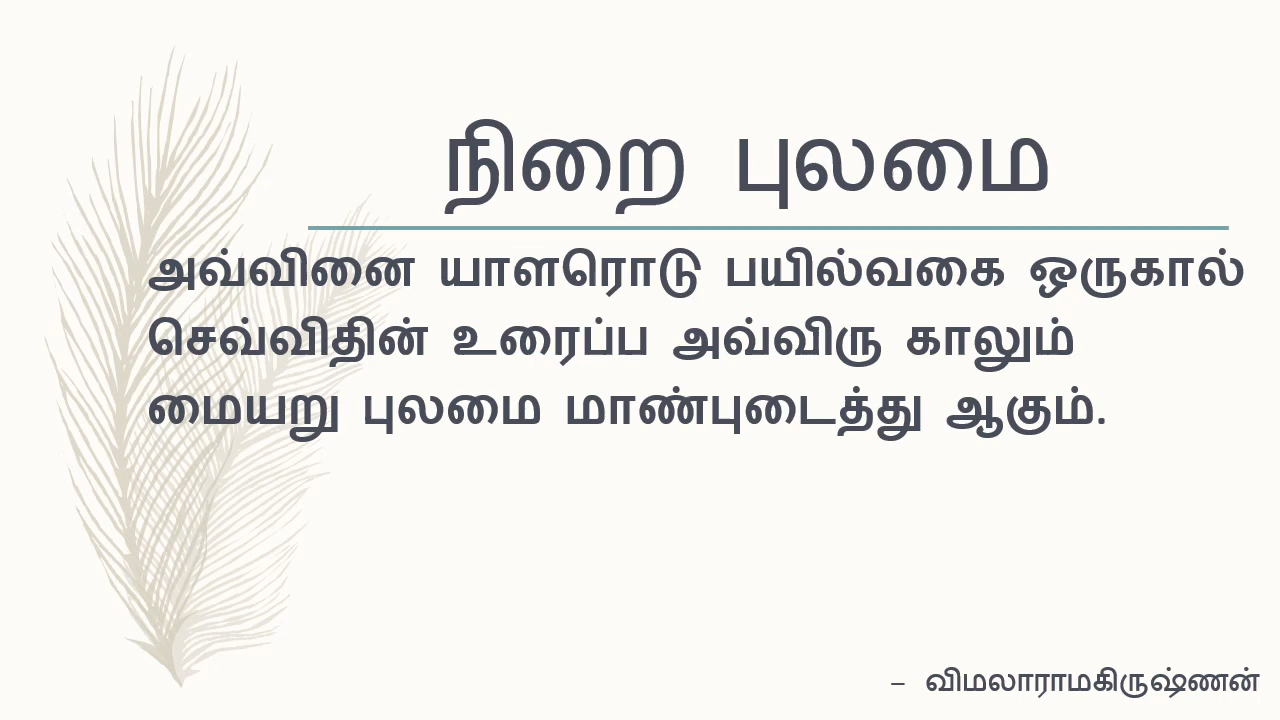 நிறை புலமை
அவ்வினை யாளரொடு பயில்வகை ஒருகால்
செவ்விதின் உரைப்ப அவ்விரு காலும்
மையறு புலமை மாண்புடைத்து ஆகும்.
– விமலாராமகிருஷ்ணன்